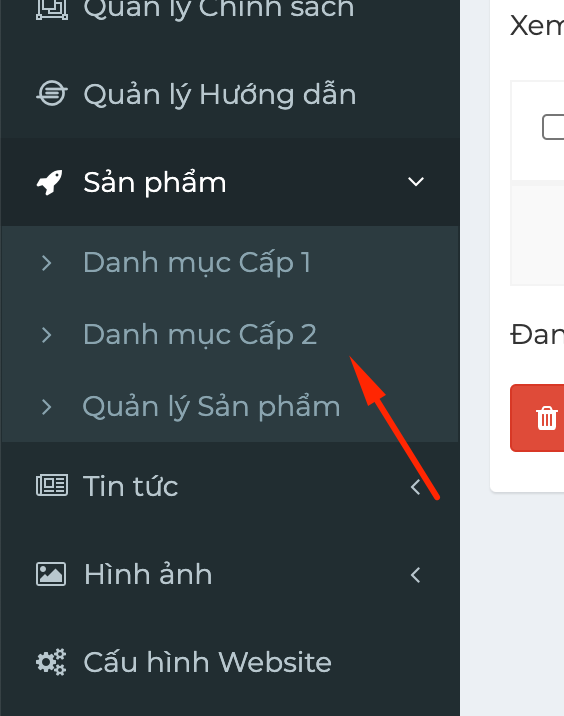 Quản lý Chính sách
Xem
Quản lý Hướng dẫn
Sản phẩm
Danh mục Cấp 1
Danh mục Cấp 2
Đan
Quản lý Sản phẩm
Tin tức
Hình ảnh
Cấu hình Website